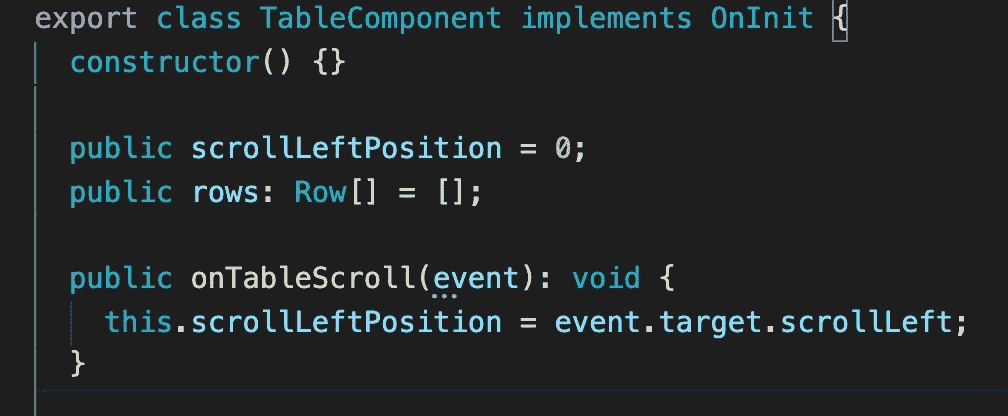 export class TableComponent implements OnInit {
constructor() {}
public scrollLeftPosition = 0;
public rows: Row[] = [];
public onTableScroll(event): void {
this.scrollLeftPosition = event.target.scrollLeft;
}